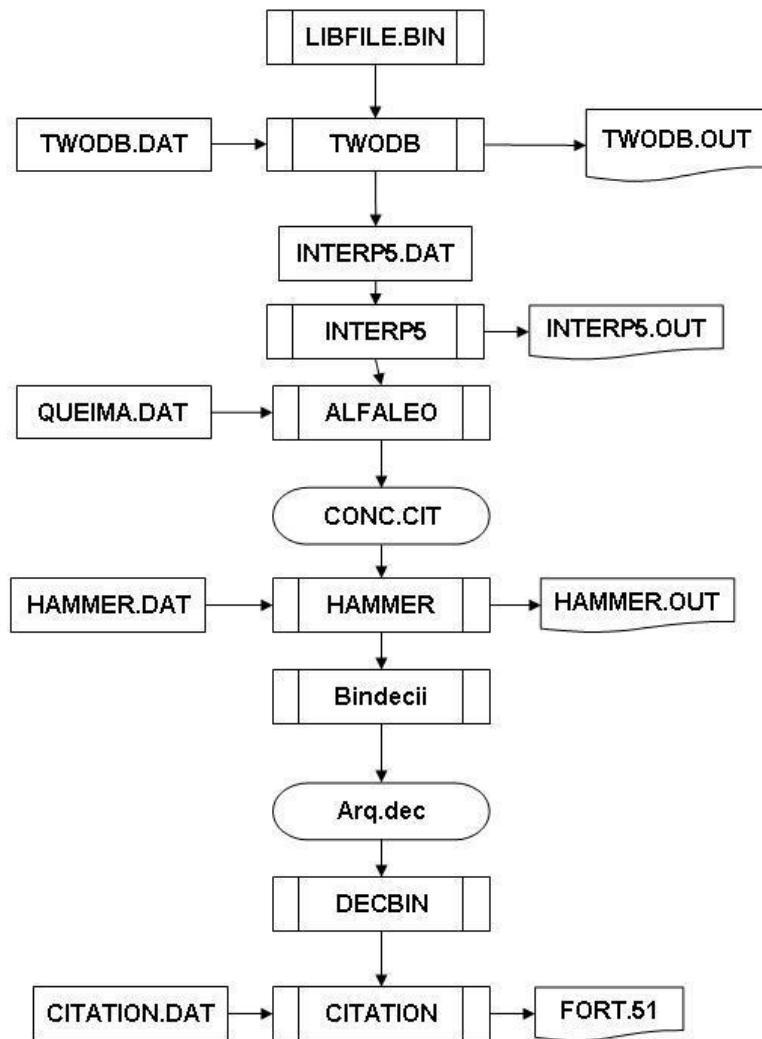 LIBFILE.BIN
TWODB.DAT
TWODB
TWODB.OUT
INTERP5.DAT
INTERP5
INTERP5.OUT
QUEIMA.DAT
ALFALEO
CONC.CIT
HAMMER.DAT
HAMMER
HAMMER.OUT
Bindecii
Arq.dec
DECBIN
CITATION.DAT
CITATION
FORT.51